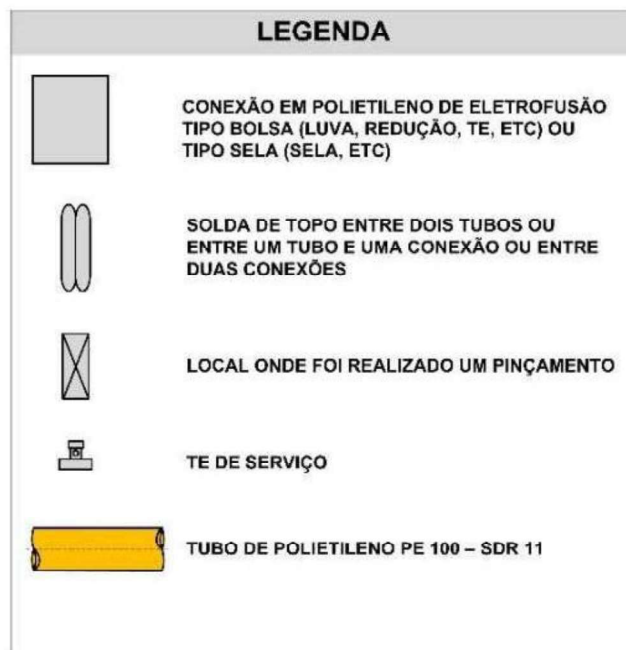 LEGENDA
CONEXÃO EM POLIETILENO DE ELETROFUSÃO
TIPO BOLSA (LUVA, REDUÇÃO, TE, ETC) OU
TIPO SELA (SELA, ETC)
SOLDA DE TOPO ENTRE DOIS TUBOS OU
ENTRE UM TUBO E UMA CONEXÃO OU ENTRE
DUAS CONEXÕES
LOCAL ONDE FOI REALIZADO UM PINÇAMENTO
TE DE SERVIÇO
TUBO DE POLIETILENO PE 100 – SDR 11